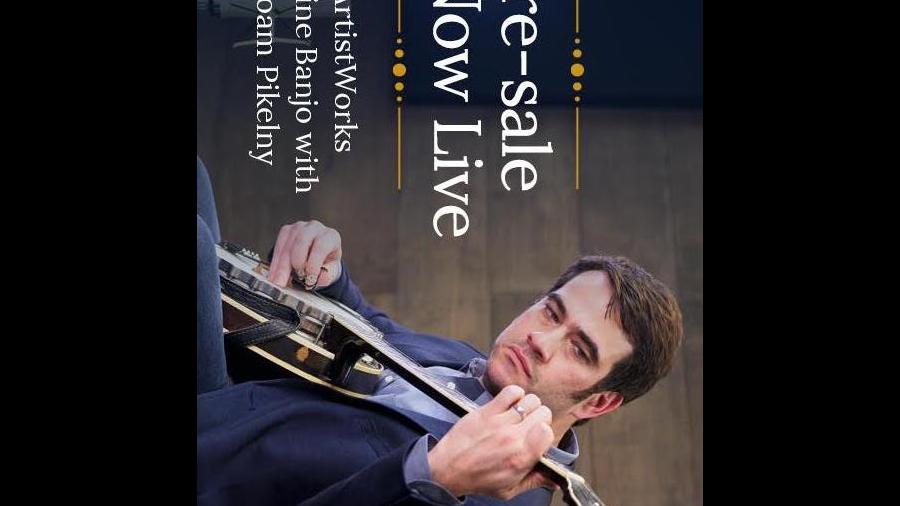 re-sale
Now Live
ArtistWorks
ine Banjo with
oam Pikelny